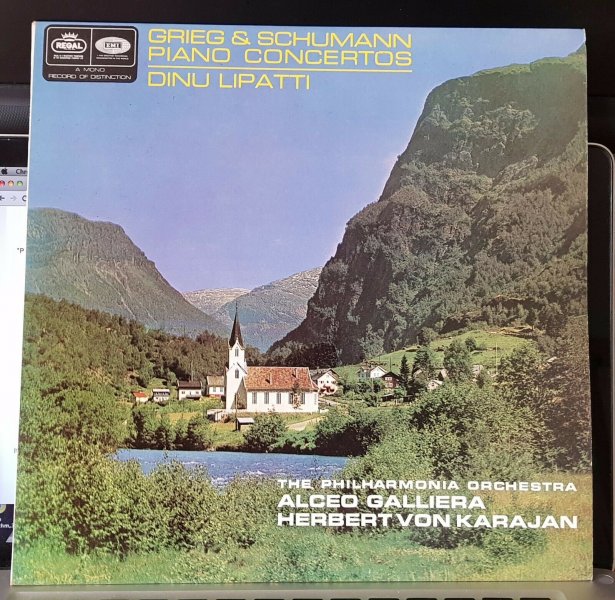 REGAL
EMI
A MONO
RECORD OF DISTINCTION
GRIEG & SCHUMANN
PIANO CONCERTOS
DINU LIPATTI
THE PHILHARMONIA ORCHESTRA
ALCEO GALLIERA
HERBERT VON KARAJAN